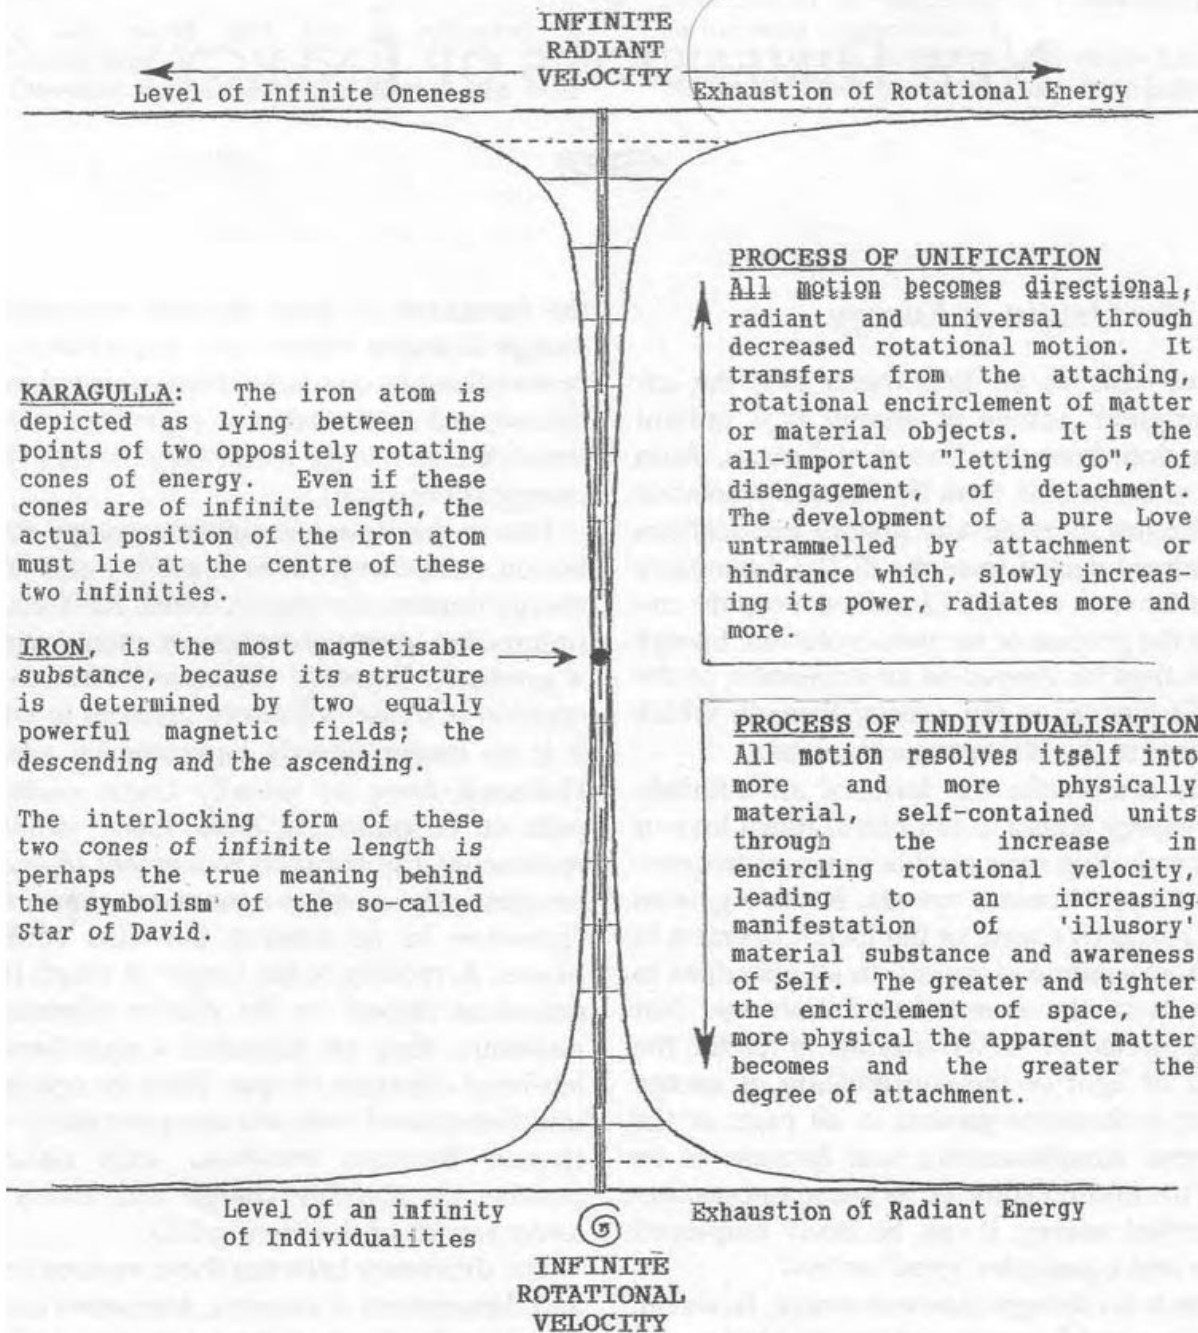 INFINITE
RADIANT
VELOCITY
Level of Infinite Oneness
Exhaustion of Rotational Energy
PROCESS OF UNIFICATION
All motion becomes directional,
radiant and universal through
decreased rotational motion. It
transfers from the attaching,
rotational encirclement of matter
or material objects. It is the
all-important "letting go", of
disengagement, of detachment.
The development of a pure Love
untrammelled by attachment or
hindrance which, slowly increas-
ing its power, radiates more and
more.
KARAGULLA: The iron atom is
depicted as lying between the
points of two oppositely rotating
cones of energy. Even if these
cones are of infinite length, the
actual position of the iron atom
must lie at the centre of these
two infinities.
IRON, is the most magnetisable
substance, because its structure
is determined by two equally
powerful magnetic fields; the
descending and the ascending.
The interlocking form of these
two cones of infinite length is
perhaps the true meaning behind
the symbolism of the so-called
Star of David.
PROCESS OF INDIVIDUALISATION
All motion resolves itself into
more and more physically
material, self-contained units
through the increase in
encircling rotational velocity,
leading to an increasing
manifestation of 'illusory'
material substance and awareness
of Self. The greater and tighter
the encirclement of space the
more physical the apparent matter
becomes and the greater the
degree of attachment.
Level of an infinity
of Individualities
Exhaustion of Radiant Energy
INFINITE
ROTATIONAL
VELOCITY